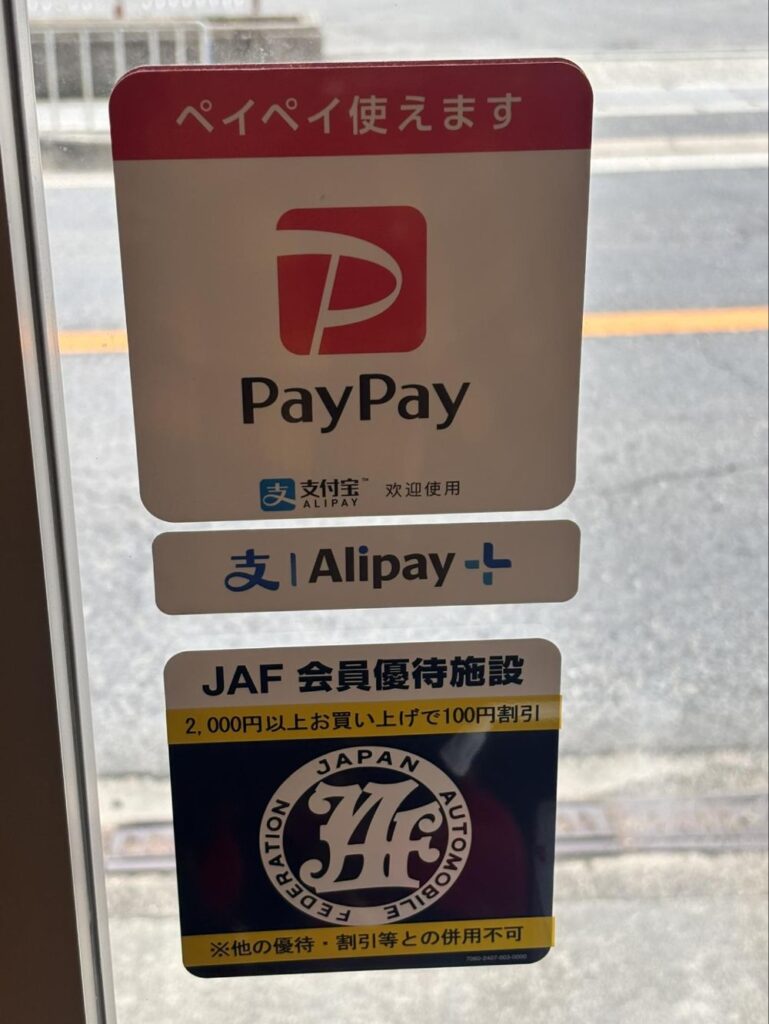 ペイペイ使えます
PayPay
支 支付宝™ 欢迎使用
ALIPAY
支 | Alipay+
JAF 会員優待施設
2,000円以上お買い上げで100円割引
JAPAN AUTOMOBILE FEDERATION
JAF
※他の優待・割引等との併用不可